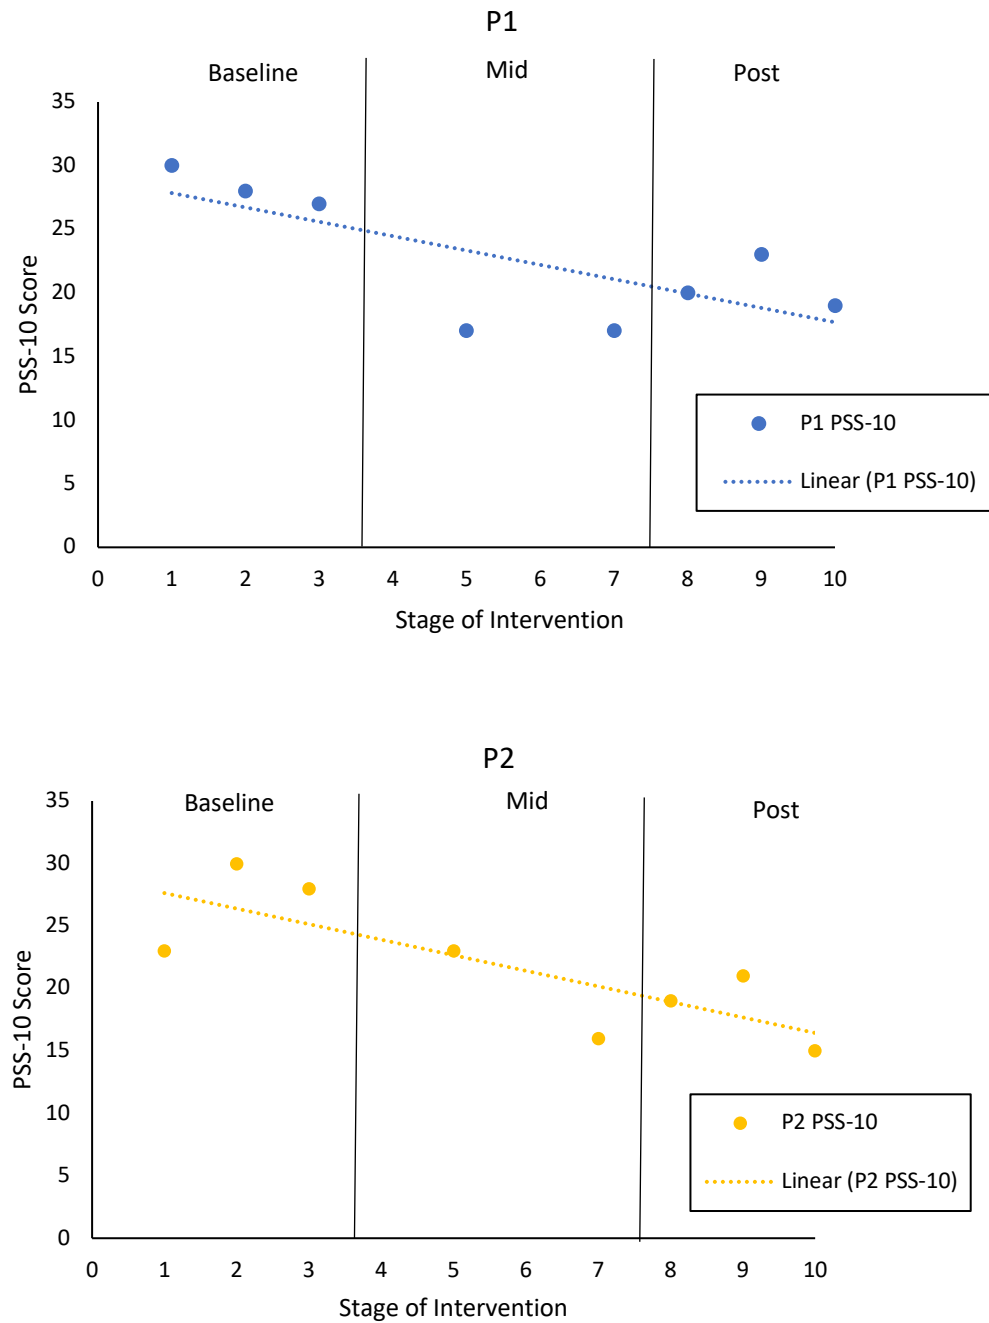 P1
Baseline Mid Post
35
30
25
20
15
10
5
0
PSS-10 Score
0 1 2 3 4 5 6 7 8 9 10
Stage of Intervention
P1 PSS-10
Linear (P1 PSS-10)
P2
Baseline Mid Post
35
30
25
20
15
10
5
0
PSS-10 Score
0 1 2 3 4 5 6 7 8 9 10
Stage of Intervention
P2 PSS-10
Linear (P2 PSS-10)